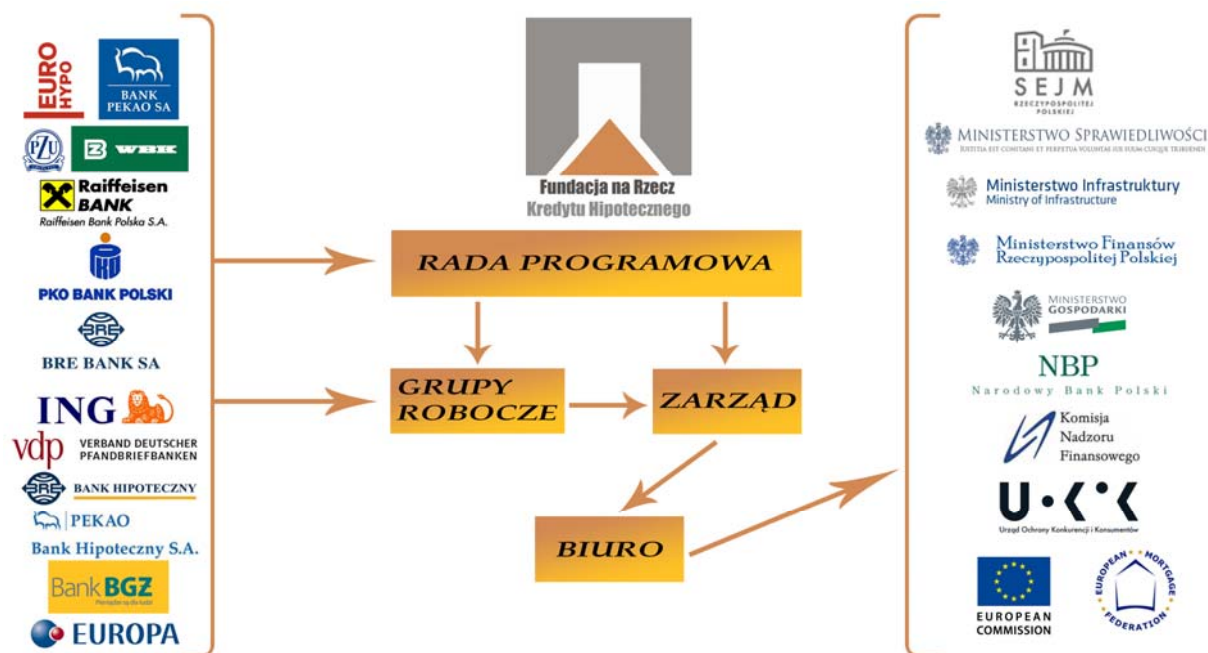 EURO
HYPO
BANK
PEKAO SA
PZU
WBK
Raiffeisen
BANK
Raiffeisen Bank Polska S.A.
PKO
PKO BANK POLSKI
BRE
BRE BANK SA
ING
vdp
VERBAND DEUTSCHER
PFANDBRIEFBANKEN
BRE
BANK HIPOTECZNY
PEKAO
Bank Hipoteczny S.A.
Bank BGŻ
EUROPA
Fundacja na Rzecz
Kredytu Hipotecznego
RADA PROGRAMOWA
GRUPY
ROBOCZE
ZARZĄD
BIURO
SEJM
RZECZYPOSPOLITEJ
POLSKIEJ
MINISTERSTWO SPRAWIEDLIWOŚCI
Ministerstwo Infrastruktury
Ministry of Infrastructure
Ministerstwo Finansów
Rzeczypospolitej Polskiej
MINISTERSTWO
GOSPODARKI
NBP
Narodowy Bank Polski
Komisja
Nadzoru
Finansowego
UOKiK
Urząd Ochrony Konkurencji i Konsumentów
EUROPEAN
COMMISSION
EUROPEAN MORTGAGE
FEDERATION